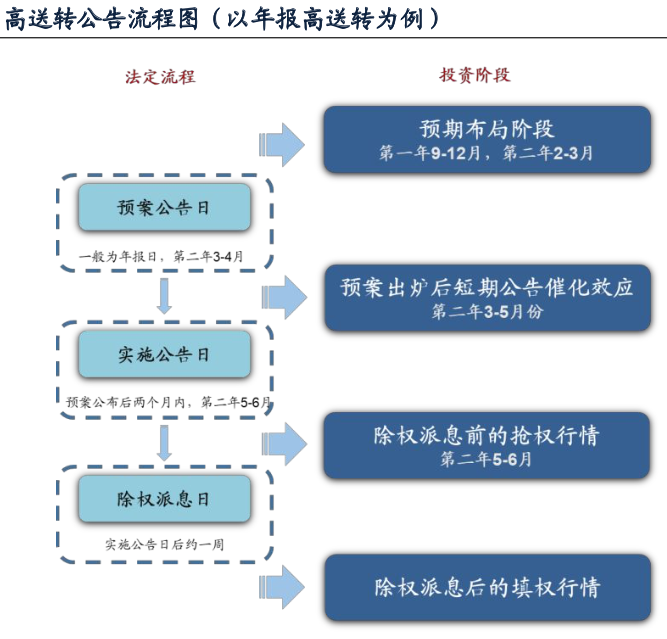 高送转公告流程图（以年报高送转为例）
法定流程
投资阶段
预期布局阶段
第一年9-12月，第二年2-3月
预案公告日
一般为年报日，第二年3-4月
预案出炉后短期公告催化效应
第二年3-5月份
实施公告日
预案公布后两个月内，第二年5-6月
除权派息前的抢权行情
第二年5-6月
除权派息日
实施公告日后约一周
除权派息后的填权行情